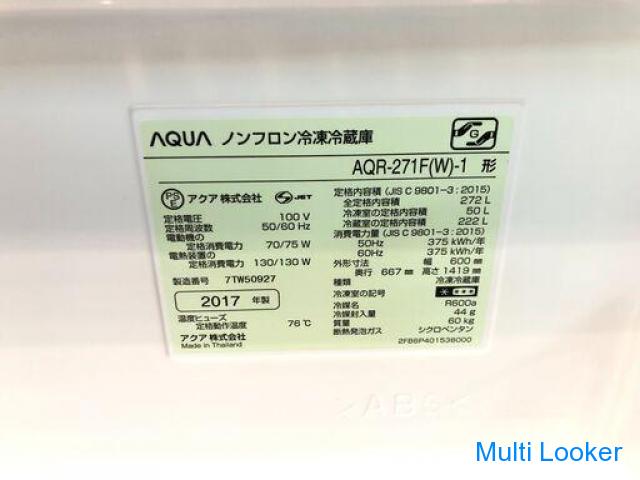 AQUA ノンフロン冷凍冷蔵庫
G
AQR-271F(W)-1 形
PS E アクア株式会社 S JET
定格電圧 100 V
定格周波数 50/60 Hz
電動機の
定格消費電力 70/75 W
電熱装置の
定格消費電力 130/130 W
製造番号 7TW50927
2017 年製
温度ヒューズ
定格動作温度 76℃
アクア株式会社
Made in Thailand
定格内容積 (JIS C 9801-3:2015)
全定格内容積 272 L
冷凍室の定格内容積 50 L
冷蔵室の定格内容積 222 L
消費電力量 (JIS C 9801-3:2015)
50Hz 375 kWh/年
60Hz 375 kWh/年
外形寸法 幅 600 mm
奥行 667 mm 高さ 1419 mm
種類 冷凍冷蔵庫
冷凍室の記号
冷媒名 R600a
冷媒封入量 44 g
質量 60 kg
断熱発泡ガス シクロペンタン
2FB6P401538000
>ABS<
Multi Looker